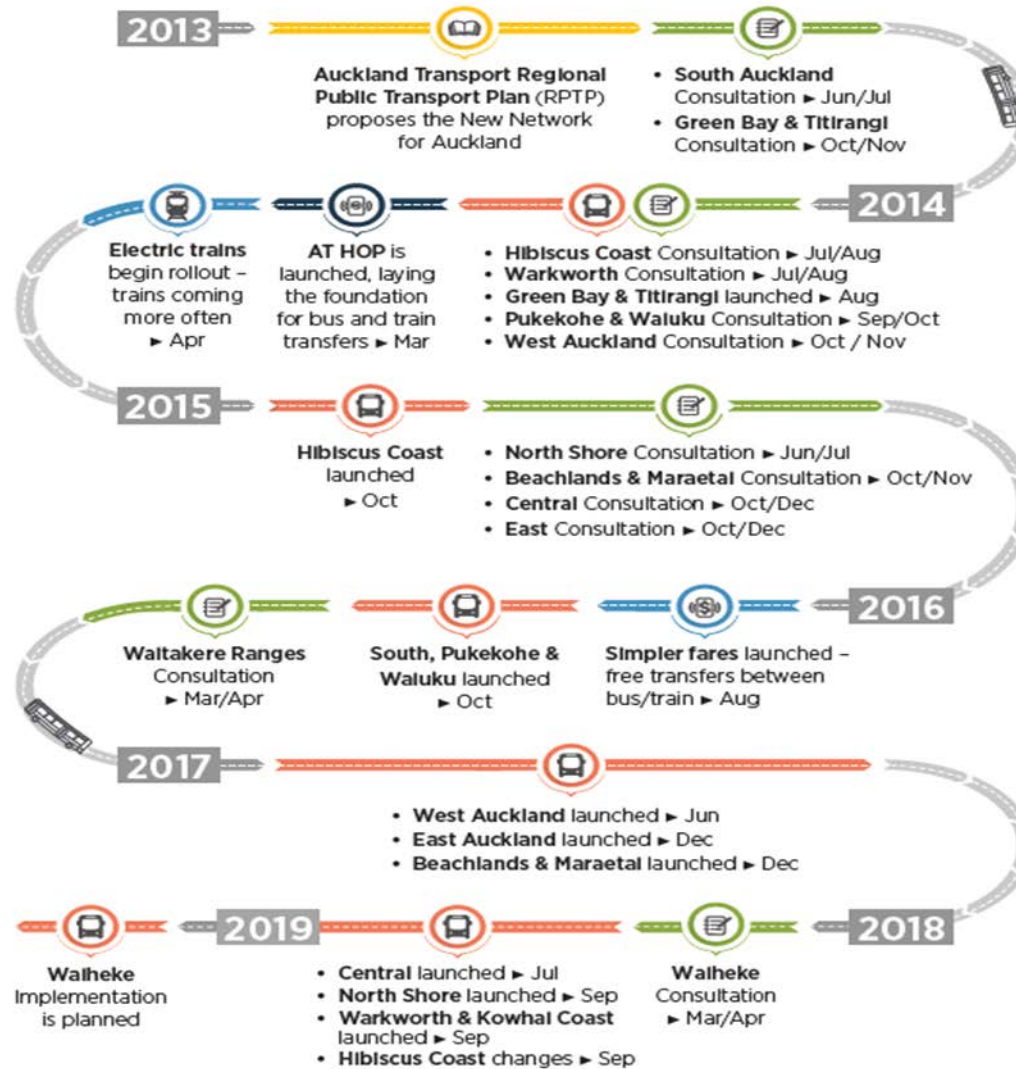 2013
Auckland Transport Regional
Public Transport Plan (RPTP)
proposes the New Network
for Auckland
• South Auckland
Consultation ► Jun/Jul
• Green Bay & Titirangi
Consultation ► Oct/Nov
2014
• Hibiscus Coast Consultation ► Jul/Aug
• Warkworth Consultation ► Jul/Aug
• Green Bay & Titirangi launched ► Aug
• Pukekohe & Waiuku Consultation ► Sep/Oct
• West Auckland Consultation ► Oct / Nov
AT HOP is
launched, laying
the foundation
for bus and train
transfers ► Mar
Electric trains
begin rollout –
trains coming
more often
► Apr
2015
Hibiscus Coast
launched
► Oct
• North Shore Consultation ► Jun/Jul
• Beachlands & Maraetai Consultation ► Oct/Nov
• Central Consultation ► Oct/Dec
• East Consultation ► Oct/Dec
2016
$
Simpler fares launched –
free transfers between
bus/train ► Aug
South, Pukekohe &
Waiuku launched
► Oct
Waitakere Ranges
Consultation
► Mar/Apr
2017
• West Auckland launched ► Jun
• East Auckland launched ► Dec
• Beachlands & Maraetai launched ► Dec
2018
Waiheke
Consultation
► Mar/Apr
• Central launched ► Jul
• North Shore launched ► Sep
• Warkworth & Kowhai Coast
launched ► Sep
• Hibiscus Coast changes ► Sep
2019
Waiheke
Implementation
is planned